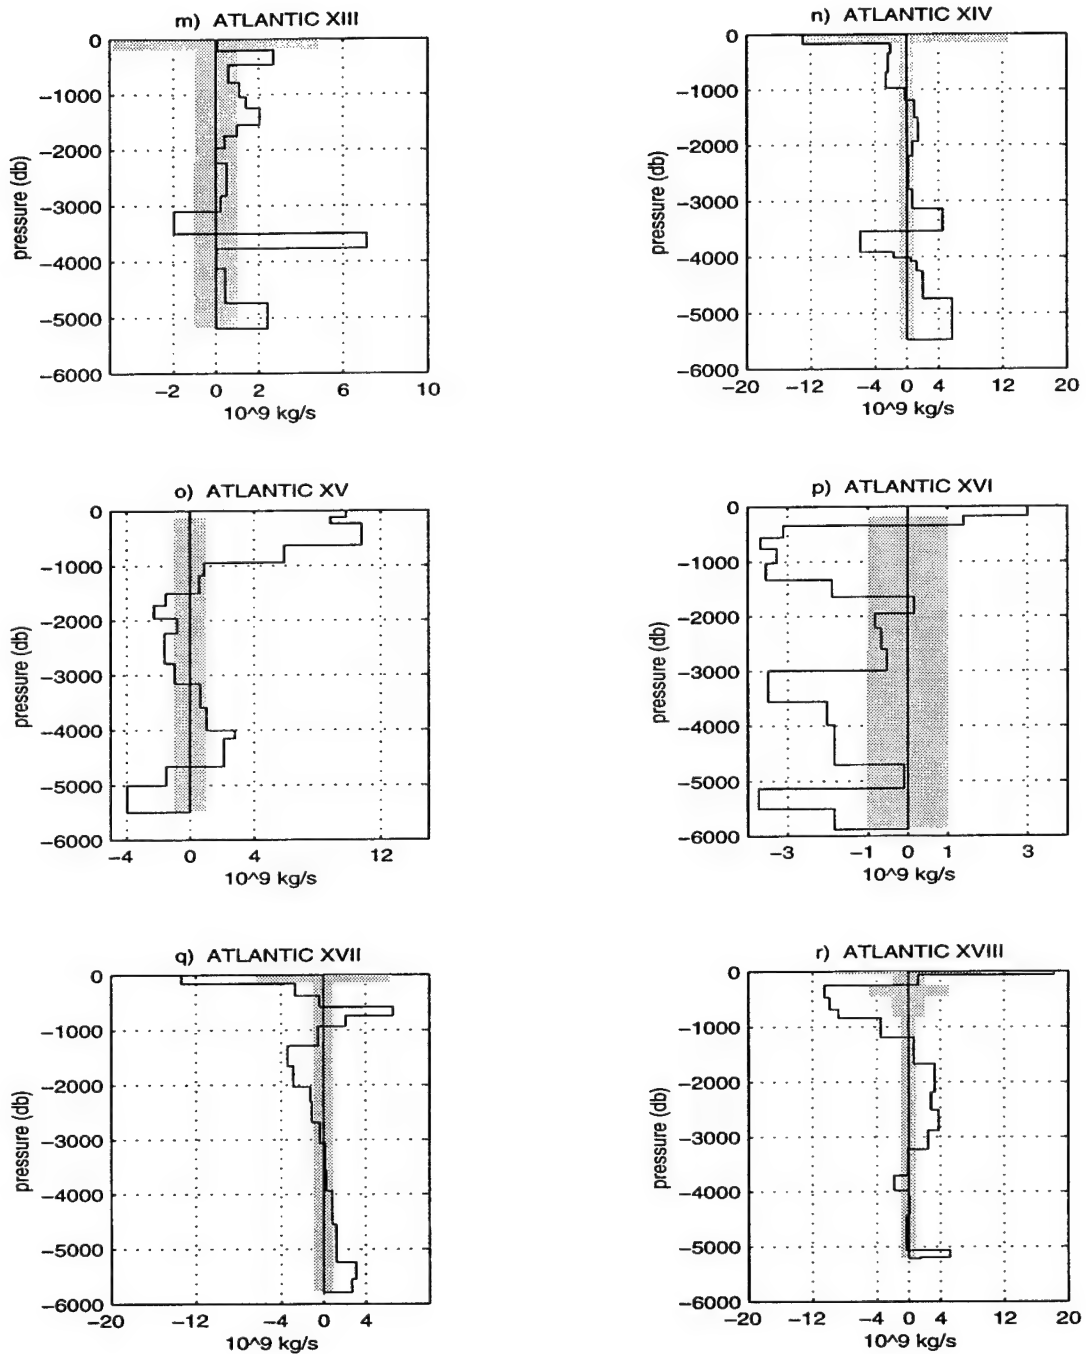 m) ATLANTIC XIII
0
−1000
−2000
−3000
−4000
−5000
−6000
pressure (db)
−2 0 2 6 10
10^9 kg/s
n) ATLANTIC XIV
0
−1000
−2000
−3000
−4000
−5000
−6000
pressure (db)
−20 −12 −4 0 4 12 20
10^9 kg/s
o) ATLANTIC XV
0
−1000
−2000
−3000
−4000
−5000
−6000
pressure (db)
−4 0 4 12
10^9 kg/s
p) ATLANTIC XVI
0
−1000
−2000
−3000
−4000
−5000
−6000
pressure (db)
−3 −1 0 1 3
10^9 kg/s
q) ATLANTIC XVII
0
−1000
−2000
−3000
−4000
−5000
−6000
pressure (db)
−20 −12 −4 0 4
10^9 kg/s
r) ATLANTIC XVIII
0
−1000
−2000
−3000
−4000
−5000
−6000
pressure (db)
−20 −12 −4 0 4 12 20
10^9 kg/s